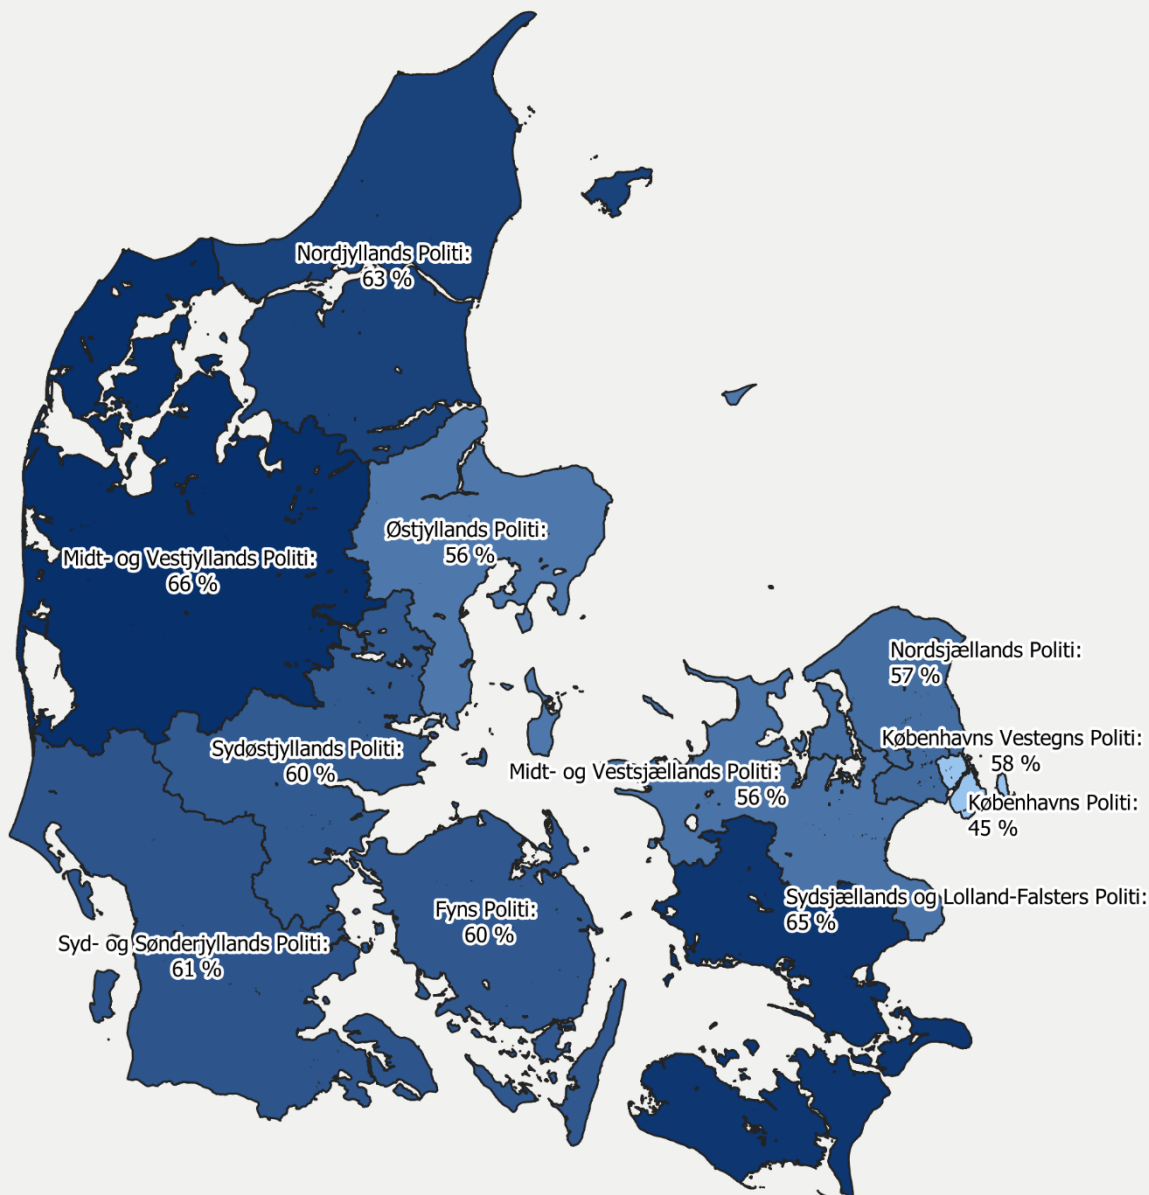 Nordjyllands Politi:
63 %
Østjyllands Politi:
56 %
Midt- og Vestjyllands Politi:
66 %
Nordsjællands Politi:
57 %
Københavns Vestegns Politi:
58 %
Sydøstjyllands Politi:
60 %
Midt- og Vestsjællands Politi:
56 %
Københavns Politi:
45 %
Sydsjællands og Lolland-Falsters Politi:
65 %
Fyns Politi:
60 %
Syd- og Sønderjyllands Politi:
61 %